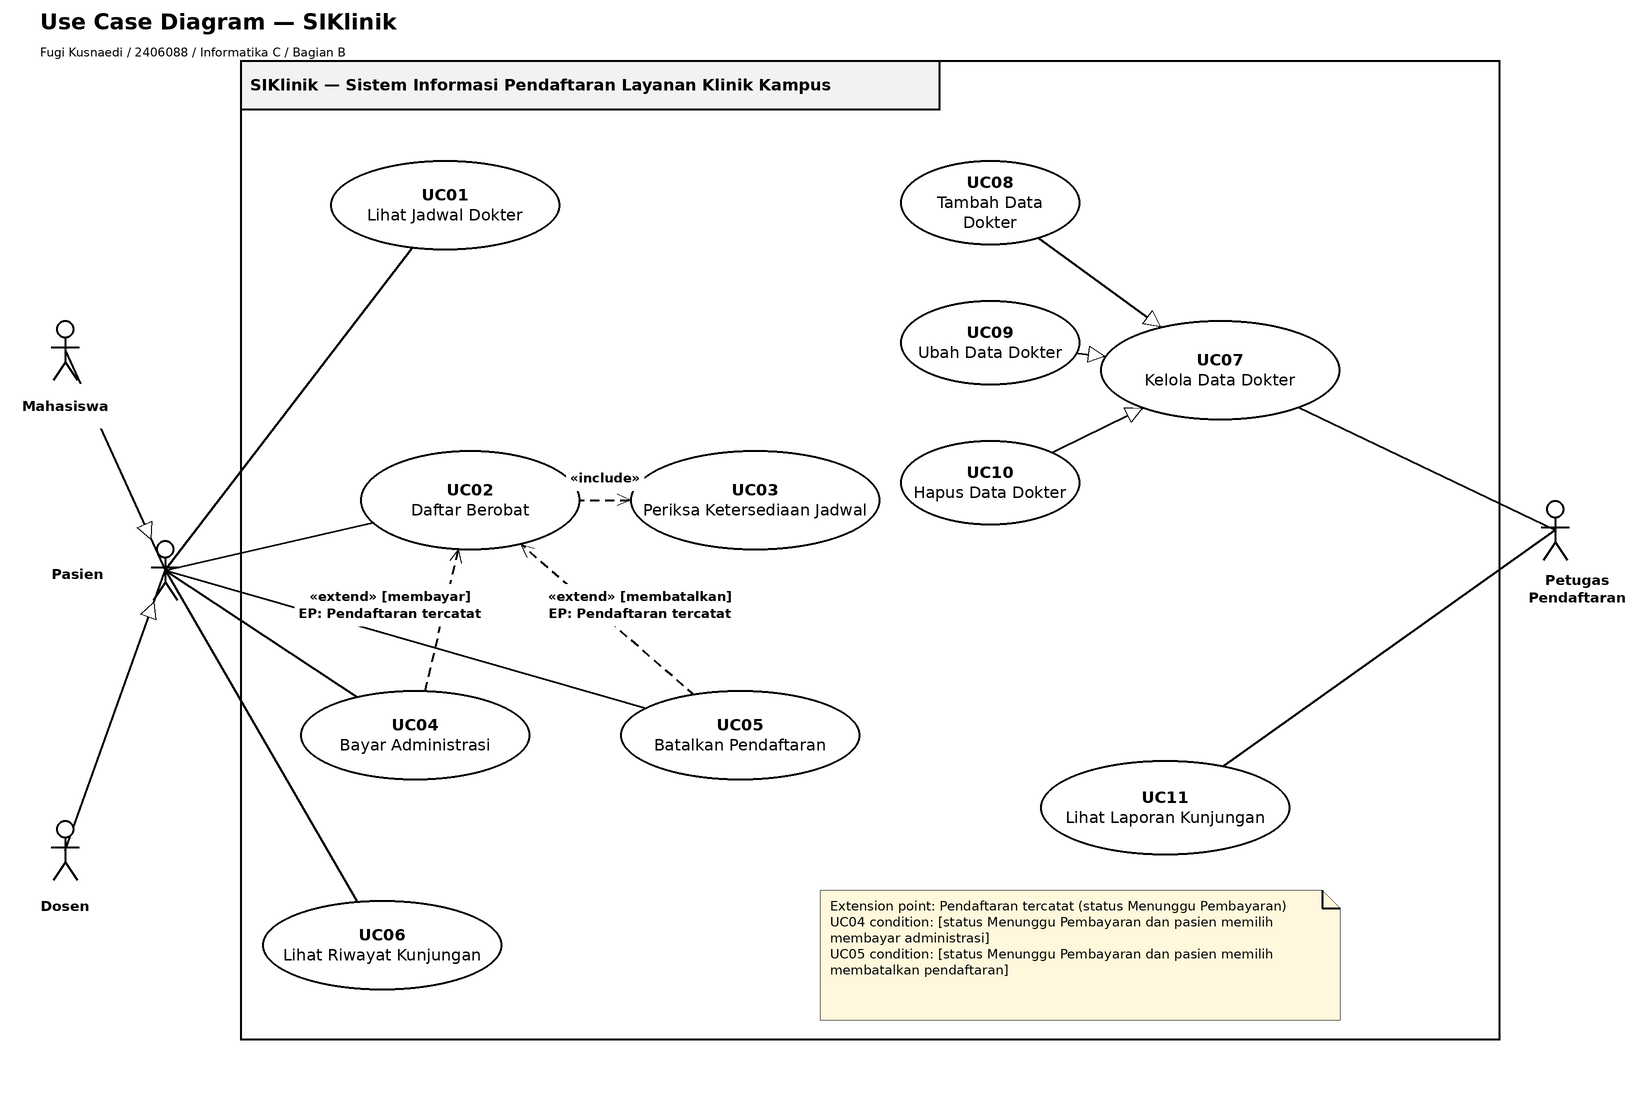 Use Case Diagram — SIKlinik
Fugi Kusnaedi / 2406088 / Informatika C / Bagian B
SIKlinik — Sistem Informasi Pendaftaran Layanan Klinik Kampus
UC01
Lihat Jadwal Dokter
UC08
Tambah Data
Dokter
UC09
Ubah Data Dokter
UC07
Kelola Data Dokter
Mahasiswa
UC10
Hapus Data Dokter
UC02
Daftar Berobat
«include»
UC03
Periksa Ketersediaan Jadwal
Pasien
Petugas
Pendaftaran
«extend» [membayar]
EP: Pendaftaran tercatat
«extend» [membatalkan]
EP: Pendaftaran tercatat
UC04
Bayar Administrasi
UC05
Batalkan Pendaftaran
UC11
Lihat Laporan Kunjungan
Dosen
UC06
Lihat Riwayat Kunjungan
Extension point: Pendaftaran tercatat (status Menunggu Pembayaran)
UC04 condition: [status Menunggu Pembayaran dan pasien memilih
membayar administrasi]
UC05 condition: [status Menunggu Pembayaran dan pasien memilih
membatalkan pendaftaran]